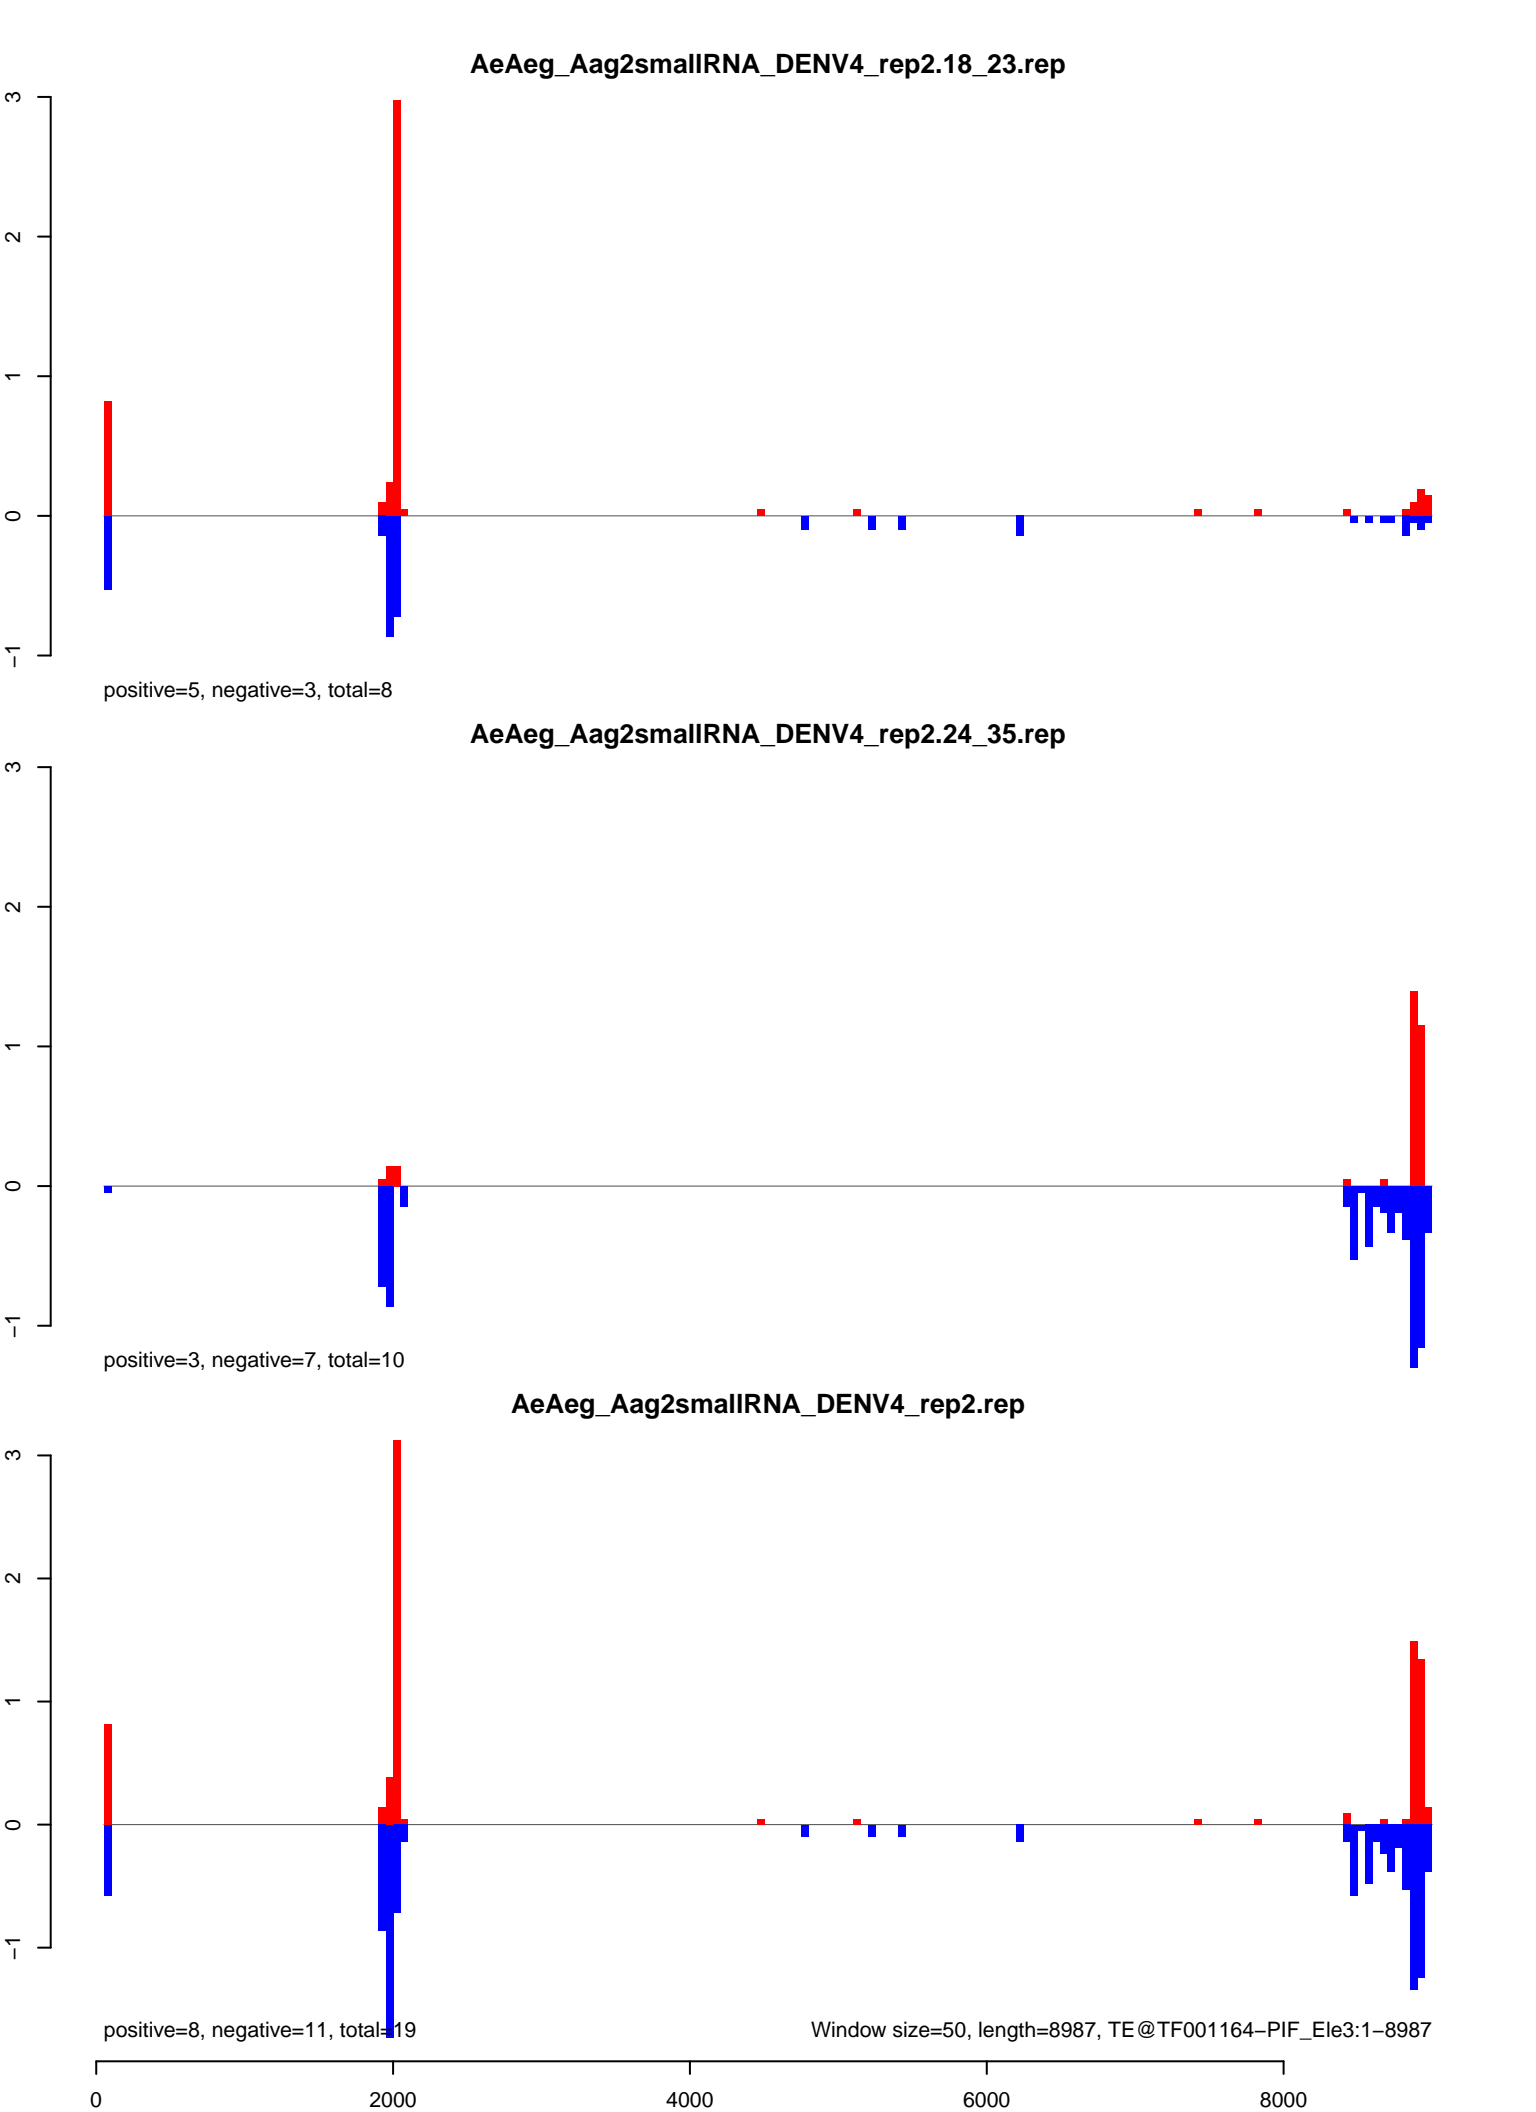 AeAeg_Aag2smallRNA_DENV4_rep2.18_23.rep
3
2
1
0
−1
positive=5, negative=3, total=8
AeAeg_Aag2smallRNA_DENV4_rep2.24_35.rep
3
2
1
0
−1
positive=3, negative=7, total=10
AeAeg_Aag2smallRNA_DENV4_rep2.rep
3
2
1
0
−1
positive=8, negative=11, total=19
Window size=50, length=8987, TE@TF001164−PIF_Ele3:1−8987
0 2000 4000 6000 8000